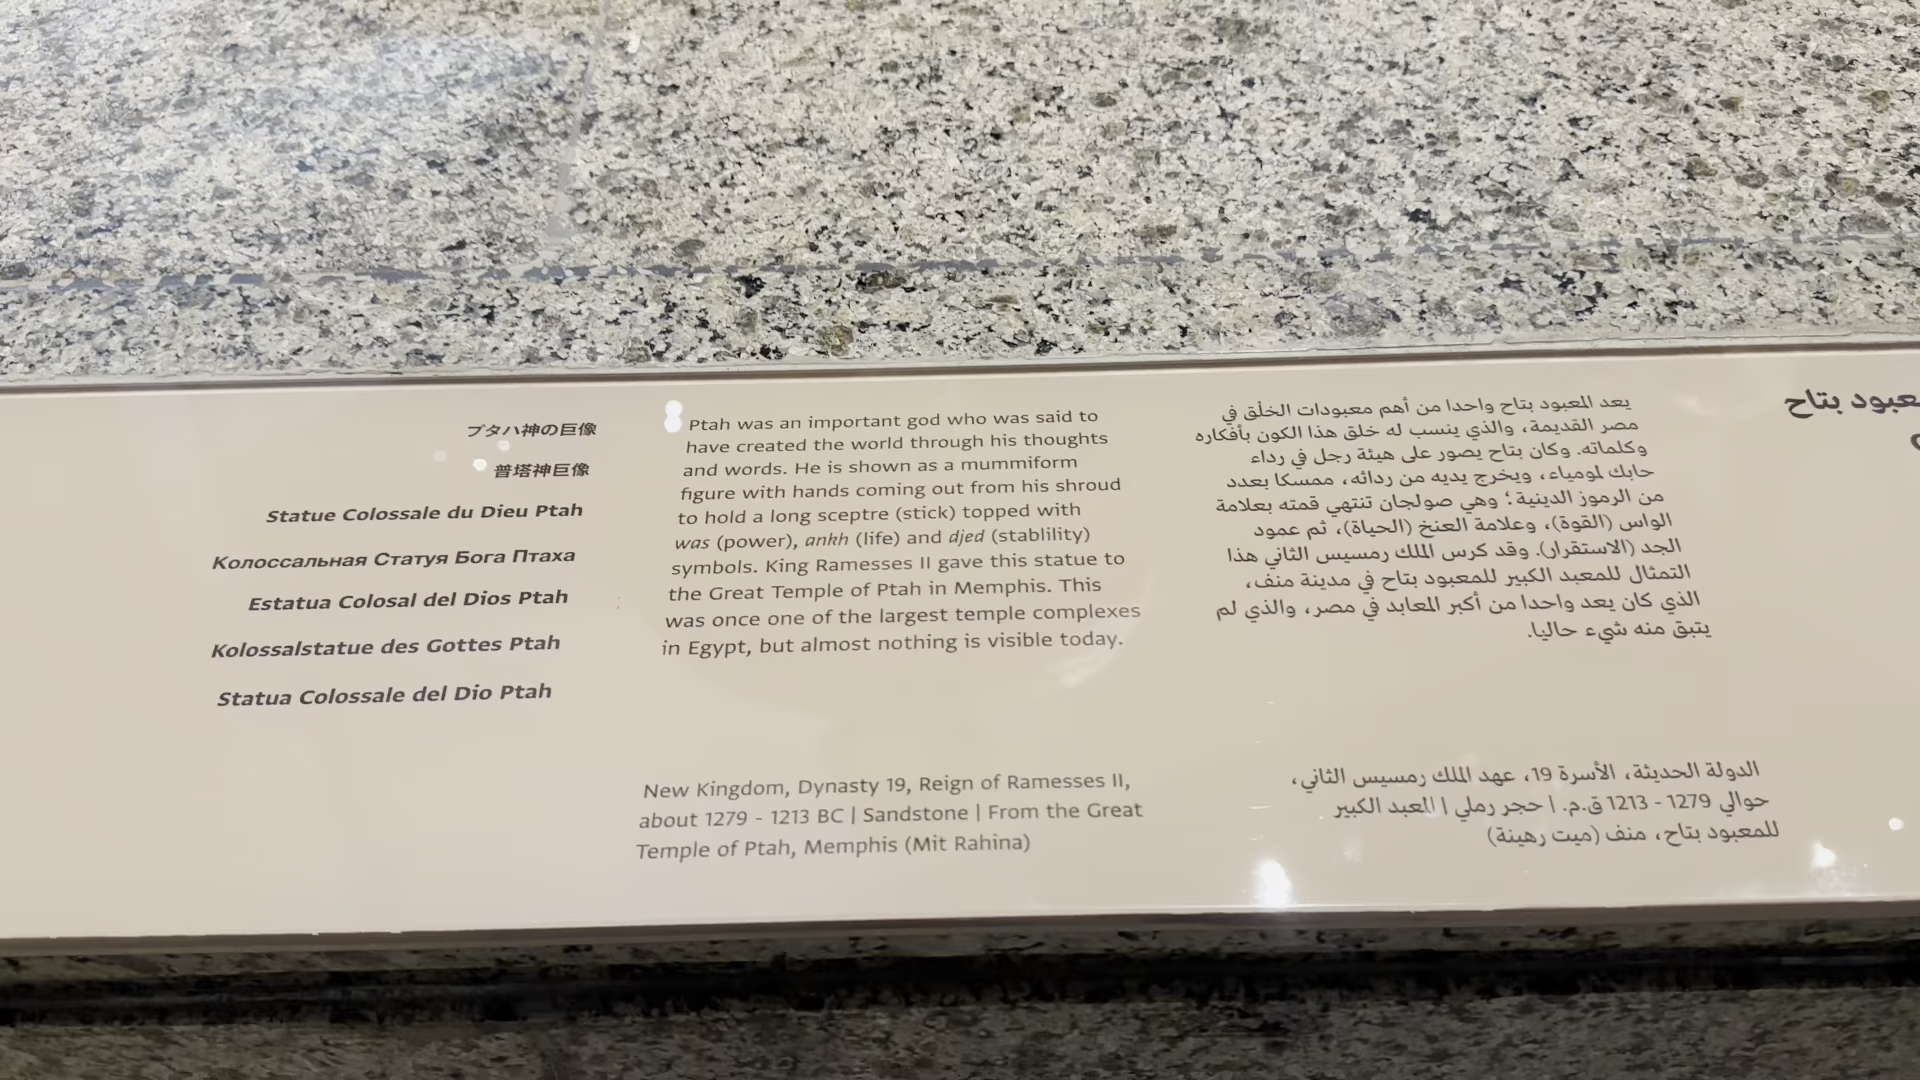 プタハ神の巨像
普塔神巨像
Statue Colossale du Dieu Ptah
Колоссальная Статуя Бога Птаха
Estatua Colosal del Dios Ptah
Kolossalstatue des Gottes Ptah
Statua Colossale del Dio Ptah
Ptah was an important god who was said to
have created the world through his thoughts
and words. He is shown as a mummiform
figure with hands coming out from his shroud
to hold a long sceptre (stick) topped with
was (power), ankh (life) and djed (stablility)
symbols. King Ramesses II gave this statue to
the Great Temple of Ptah in Memphis. This
was once one of the largest temple complexes
in Egypt, but almost nothing is visible today.
New Kingdom, Dynasty 19, Reign of Ramesses II,
about 1279 - 1213 BC | Sandstone | From the Great
Temple of Ptah, Memphis (Mit Rahina)
يعد المعبود بتاح واحدا من أهم معبودات الخلْق في
مصر القديمة، والذي ينسب له خلق هذا الكون بأفكاره
وكلماته. وكان بتاح يصور على هيئة رجل في رداء
حابك لمومياء، ويخرج يديه من ردائه، ممسكا بعدد
من الرموز الدينية؛ وهي صولجان تنتهي قمته بعلامة
الواس (القوة)، وعلامة العنخ (الحياة)، ثم عمود
الجد (الاستقرار). وقد كرس الملك رمسيس الثاني هذا
التمثال للمعبد الكبير للمعبود بتاح في مدينة منف،
الذي كان يعد واحدا من أكبر المعابد في مصر، والذي لم
يتبق منه شيء حاليا.
الدولة الحديثة، الأسرة 19، عهد الملك رمسيس الثاني،
حوالي 1279 - 1213 ق.م. | حجر رملي | المعبد الكبير
للمعبود بتاح، منف (ميت رهينة)
بتاح